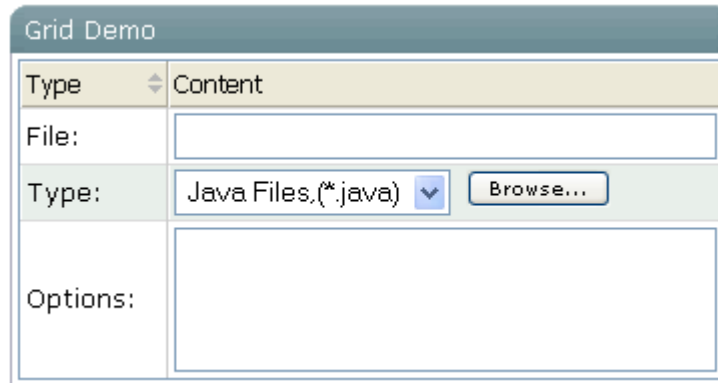 Grid Demo
Type Content
File:
Type: Java Files,(*.java) Browse...
Options: